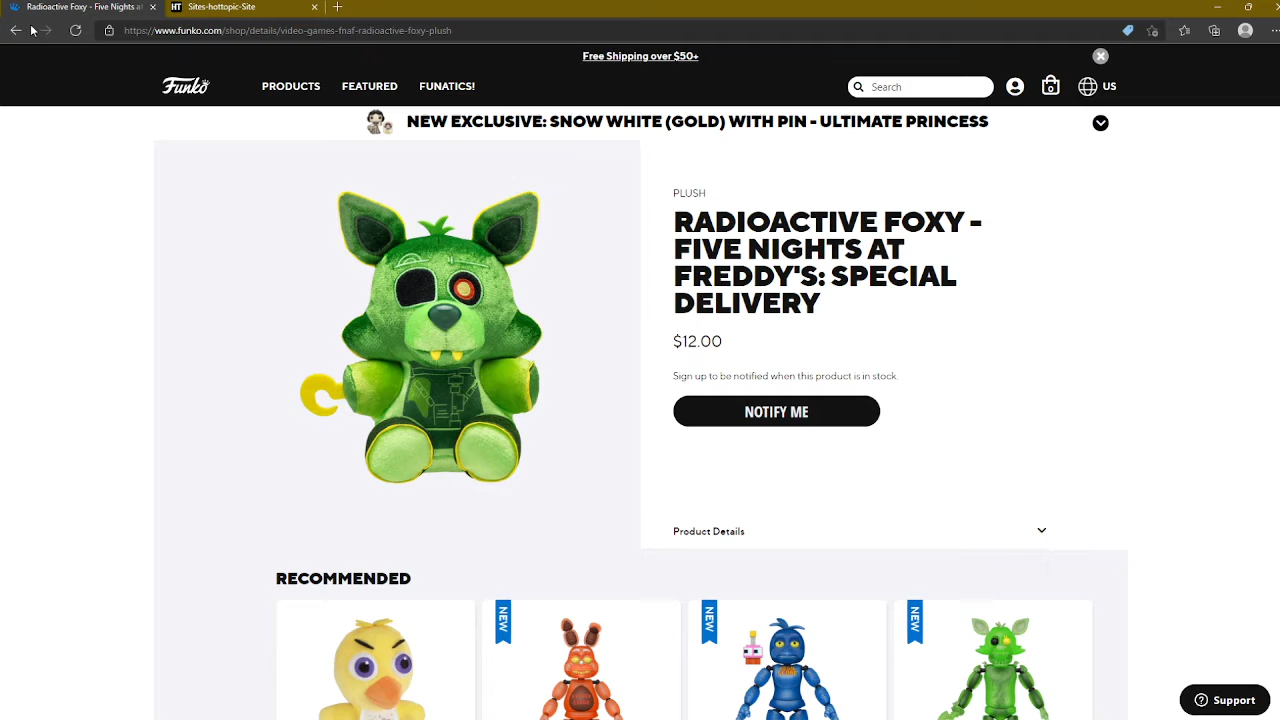 Radioactive Foxy - Five Nights a
HT Sites-hottopic-Site
https://www.funko.com/shop/details/video-games-fnaf-radioactive-foxy-plush
Free Shipping over $50+
Funko
PRODUCTS FEATURED FUNATICS!
Search
0
US
NEW EXCLUSIVE: SNOW WHITE (GOLD) WITH PIN - ULTIMATE PRINCESS
PLUSH
RADIOACTIVE FOXY -
FIVE NIGHTS AT
FREDDY'S: SPECIAL
DELIVERY
$12.00
Sign up to be notified when this product is in stock.
NOTIFY ME
Product Details
RECOMMENDED
NEW
NEW
NEW
Support